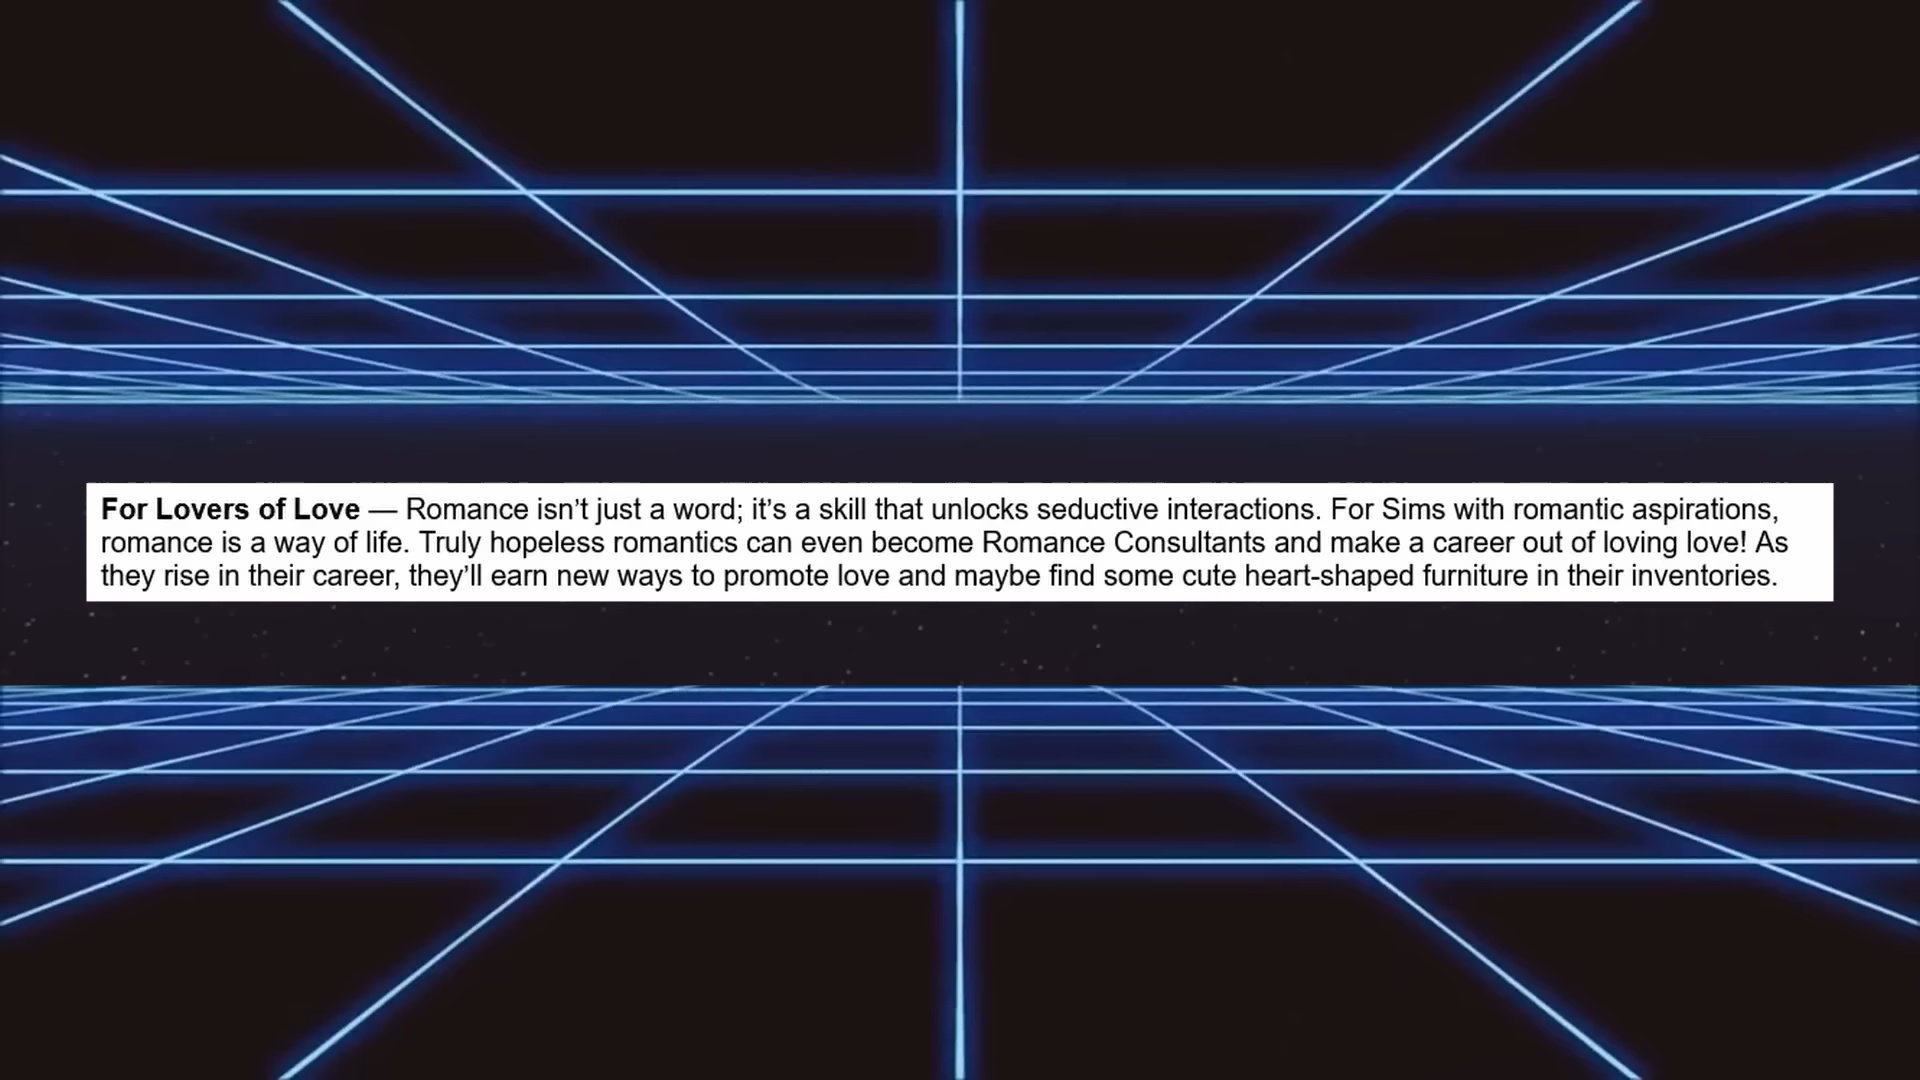 For Lovers of Love — Romance isn’t just a word; it’s a skill that unlocks seductive interactions. For Sims with romantic aspirations,
romance is a way of life. Truly hopeless romantics can even become Romance Consultants and make a career out of loving love! As
they rise in their career, they’ll earn new ways to promote love and maybe find some cute heart-shaped furniture in their inventories.